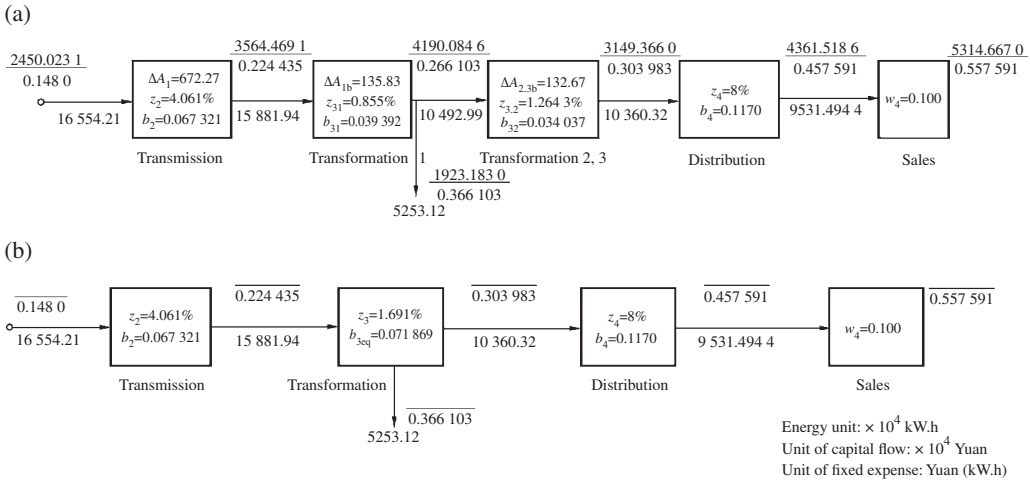 (a)
2450.023 1
0.148 0
16 554.21
ΔA1=672.27
z2=4.061%
b2=0.067 321
Transmission
3564.469 1
0.224 435
15 881.94
ΔA1b=135.83
z31=0.855%
b31=0.039 392
Transformation 1
4190.084 6
0.266 103
10 492.99
1923.183 0
0.366 103
5253.12
ΔA2.3b=132.67
z3.2=1.264 3%
b32=0.034 037
Transformation 2, 3
3149.366 0
0.303 983
10 360.32
z4=8%
b4=0.1170
Distribution
4361.518 6
0.457 591
9531.494 4
w4=0.100
Sales
5314.667 0
0.557 591
(b)
0.148 0
16 554.21
z2=4.061%
b2=0.067 321
Transmission
0.224 435
15 881.94
z3=1.691%
b3eq=0.071 869
Transformation
0.366 103
5253.12
0.303 983
10 360.32
z4=8%
b4=0.1170
Distribution
0.457 591
9 531.494 4
w4=0.100
Sales
0.557 591
Energy unit: × 10^4 kW.h
Unit of capital flow: × 10^4 Yuan
Unit of fixed expense: Yuan (kW.h)